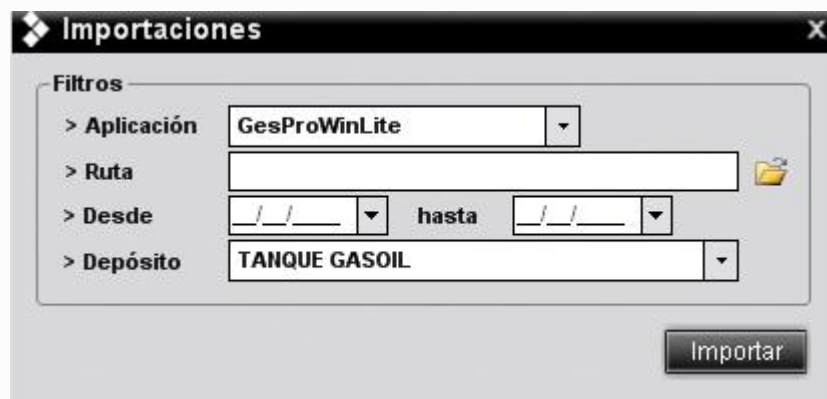 Importaciones
Filtros
> Aplicación GesProWinLite
> Ruta
> Desde __/__/____ hasta __/__/____
> Depósito TANQUE GASOIL
Importar